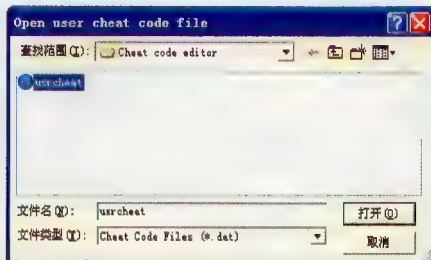 Open user cheat code file
查找范围(I): Cheat code editor
usrcheat
文件名(N): usrcheat 打开(O)
文件类型(T): Cheat Code Files (*.dat) 取消